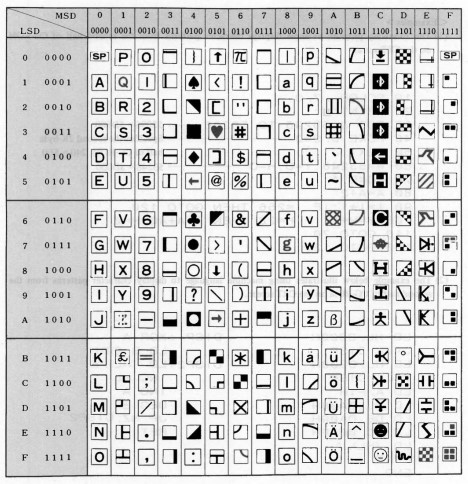 MSD 0 1 2 3 4 5 6 7 8 9 A B C D E F
LSD 0000 0001 0010 0011 0100 0101 0110 0111 1000 1001 1010 1011 1100 1101 1110 1111
0 0000 SP P 0 ↑ π p SP
1 0001 A Q 1 ♠ < ! a q
2 0010 B R 2 [ " b r
3 0011 C S 3 ♥ # c s
4 0100 D T 4 ♦ ] $ d t ` ←
5 0101 E U 5 ← @ % e u ~
6 0110 F V 6 ♣ & f v
7 0111 G W 7 ● > ' g w
8 1000 H X 8 ○ ↓ ( h x
9 1001 I Y 9 ? \ ) i y
A 1010 J - → + j z ß
B 1011 K £ = * k ä ü °
C 1100 L ; l ö {
D 1101 M / m Ü ¥
E 1110 N . n Ä ^
F 1111 O , : o Ö _